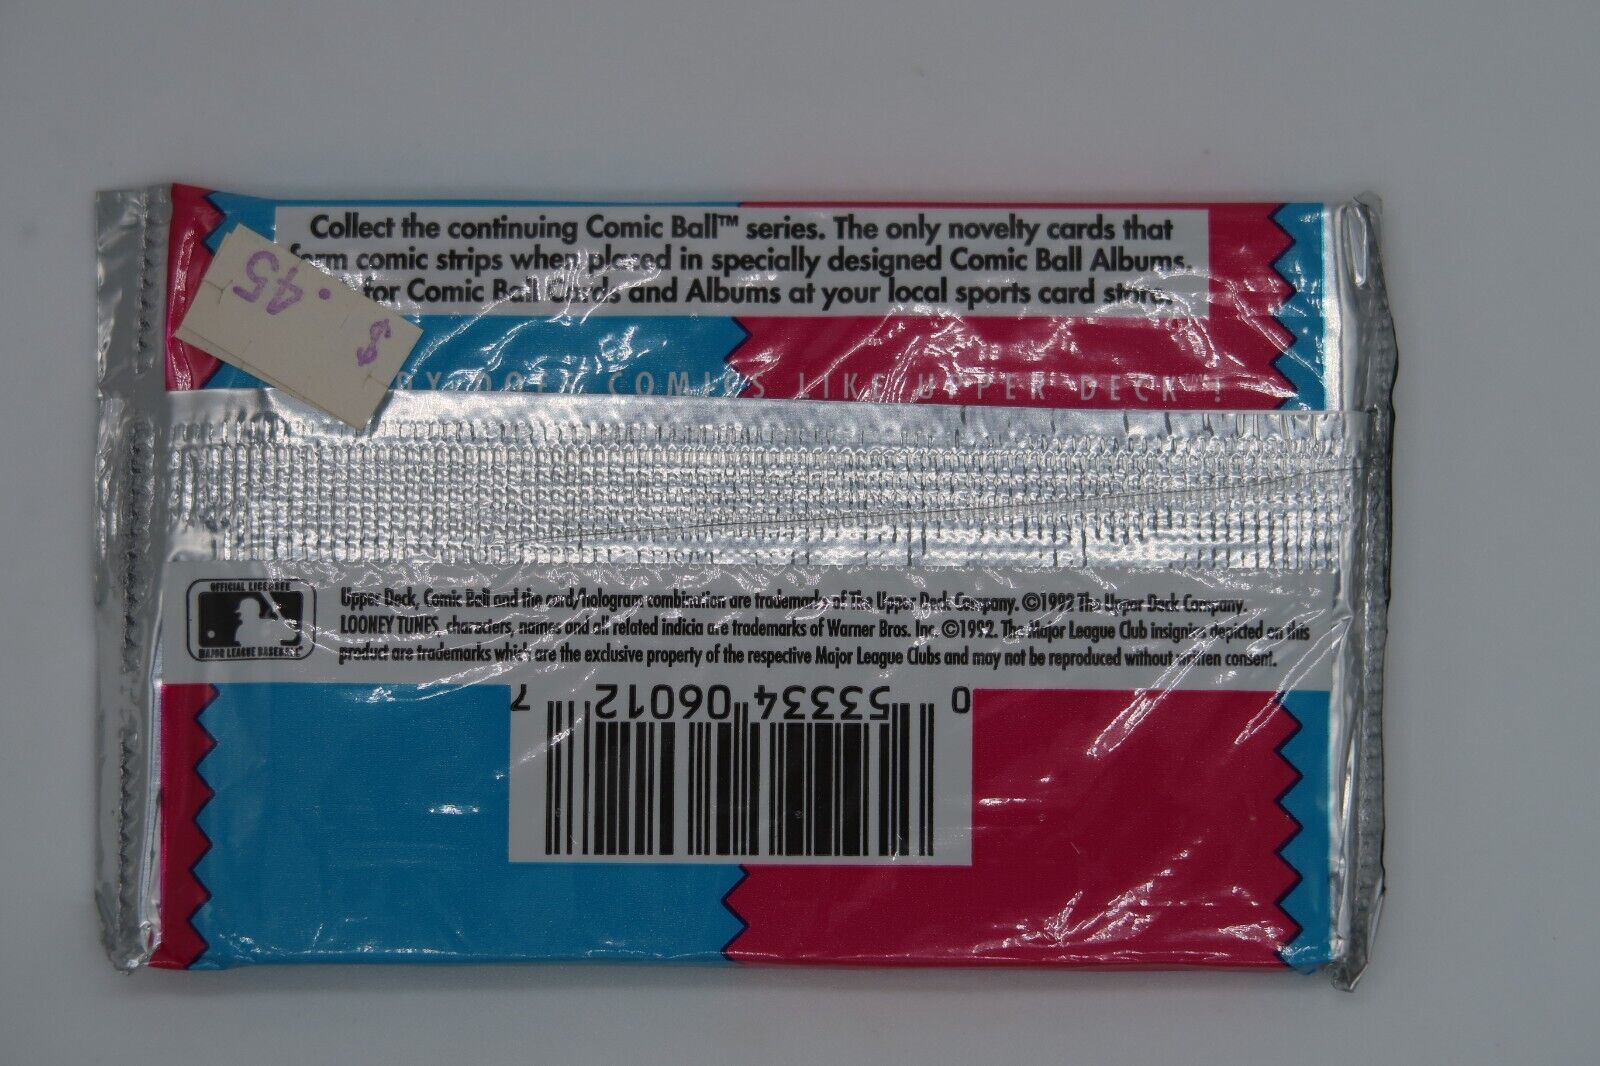 Collect the continuing Comic Ball™ series. The only novelty cards that
form comic strips when placed in specially designed Comic Ball Albums.
for Comic Ball Cards and Albums at your local sports card store.
$ .45
COMICS LIKE UPPER DECK !
OFFICIAL LICENSEE
MAJOR LEAGUE BASEBALL
Upper Deck, Comic Ball and the card/hologram combination are trademarks of The Upper Deck Company. ©1992 The Upper Deck Company.
LOONEY TUNES, characters, names and all related indicia are trademarks of Warner Bros. Inc. ©1992. The Major League Club insignias depicted on this
product are trademarks which are the exclusive property of the respective Major League Clubs and may not be reproduced without written consent.
0 53334 06012 7